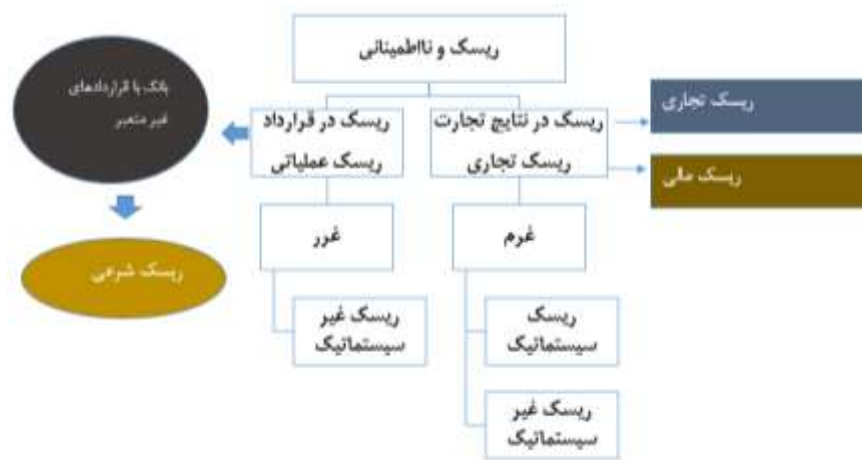 ریسک و نااطمینانی
ریسک در نتایج تجارت
ریسک تجاری
ریسک در قرارداد
ریسک عملیاتی
ریسک تجاری
ریسک مالی
بانک با قراردادهای
غیر متغیر
ریسک شرعی
غرم
غرر
ریسک
سیستماتیک
ریسک غیر
سیستماتیک
ریسک غیر
سیستماتیک